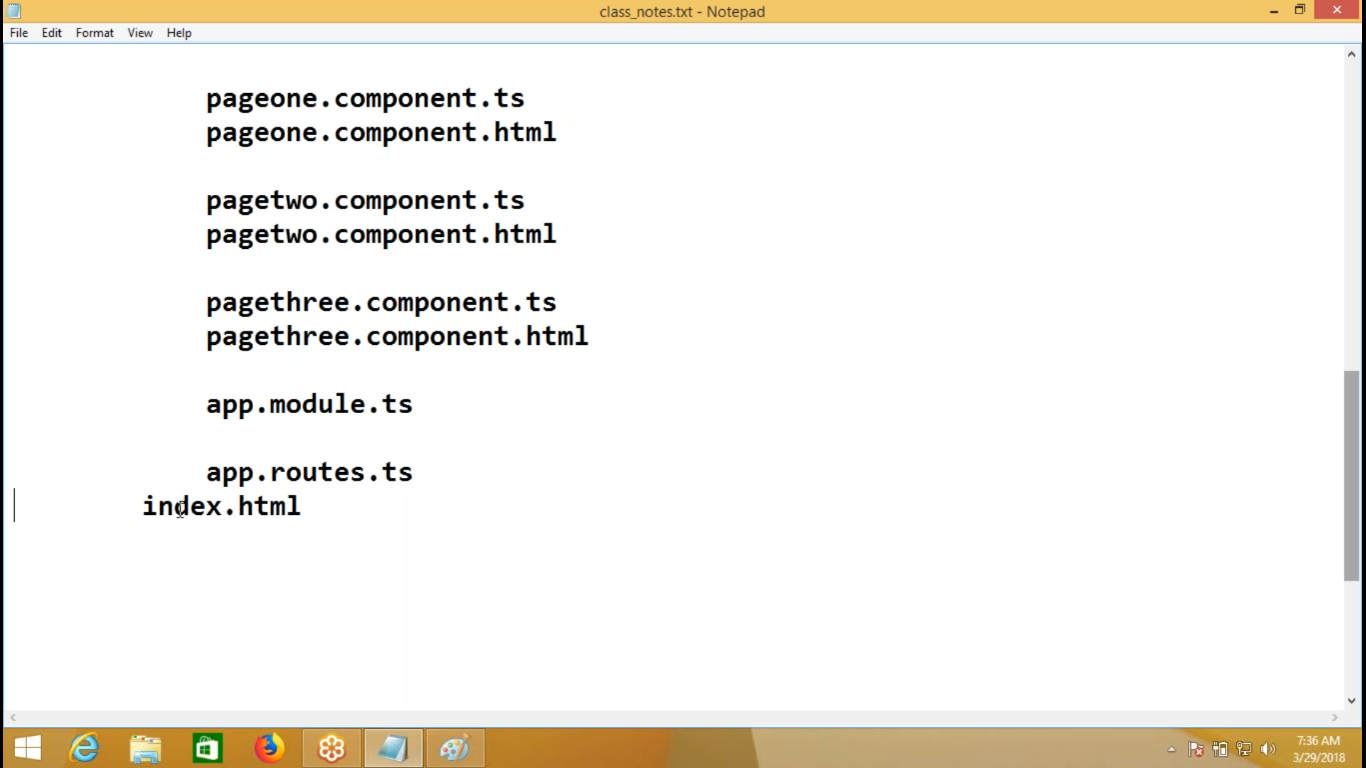 class_notes.txt - Notepad
File Edit Format View Help
pageone.component.ts
pageone.component.html
pagetwo.component.ts
pagetwo.component.html
pagethree.component.ts
pagethree.component.html
app.module.ts
app.routes.ts
index.html
7:36 AM
3/29/2018